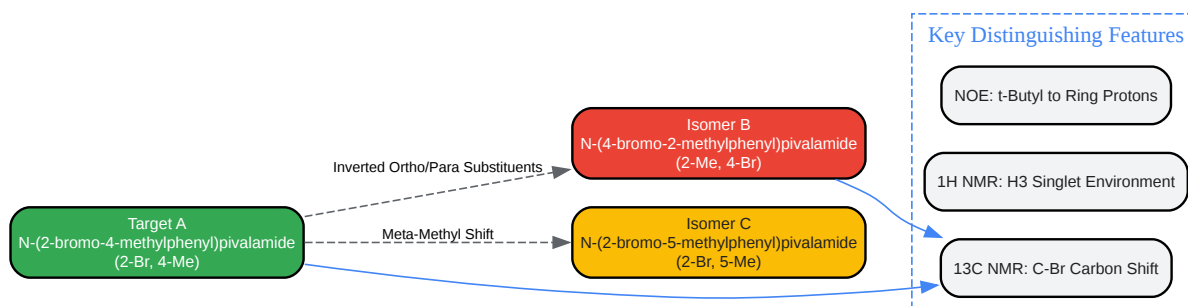 Key Distinguishing Features
NOE: t-Butyl to Ring Protons
Isomer B
N-(4-bromo-2-methylphenyl)pivalamide
(2-Me, 4-Br)
Inverted Ortho/Para Substituents
1H NMR: H3 Singlet Environment
Target A
N-(2-bromo-4-methylphenyl)pivalamide
(2-Br, 4-Me)
Meta-Methyl Shift
Isomer C
N-(2-bromo-5-methylphenyl)pivalamide
(2-Br, 5-Me)
13C NMR: C-Br Carbon Shift